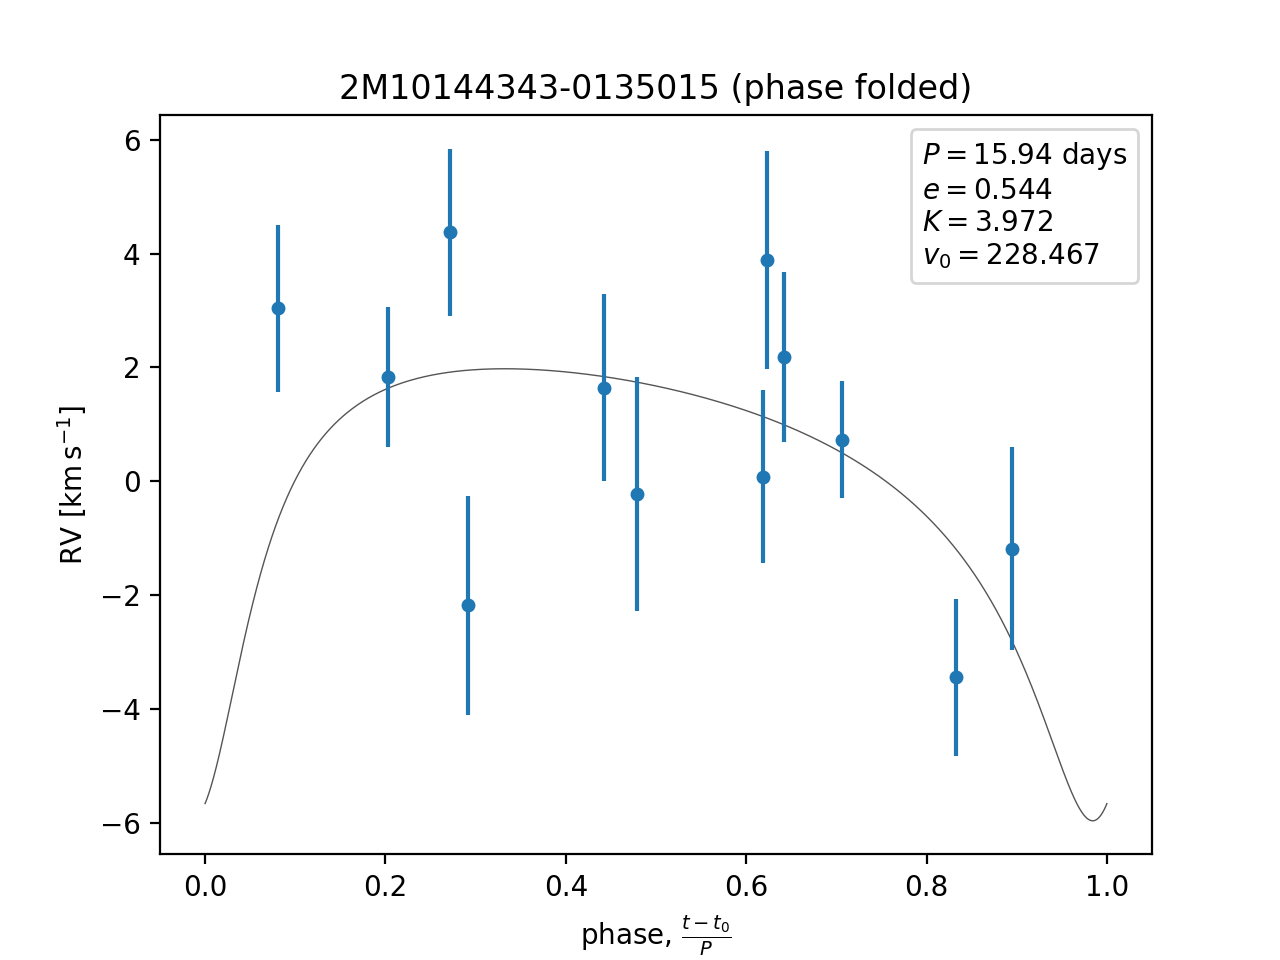 2M10144343-0135015 (phase folded)
P = 15.94 days
e = 0.544
K = 3.972
v₀ = 228.467
RV [km s⁻¹]
6
4
2
0
−2
−4
−6
0.0 0.2 0.4 0.6 0.8 1.0
phase, (t − t₀)/P